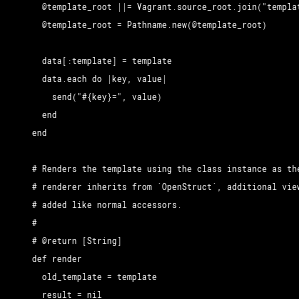 @template_root ||= Vagrant.source_root.join("templat
@template_root = Pathname.new(@template_root)
data[:template] = template
data.each do |key, value|
send("#{key}=", value)
end
end
# Renders the template using the class instance as the
# renderer inherits from `OpenStruct`, additional view
# added like normal accessors.
#
# @return [String]
def render
old_template = template
result = nil